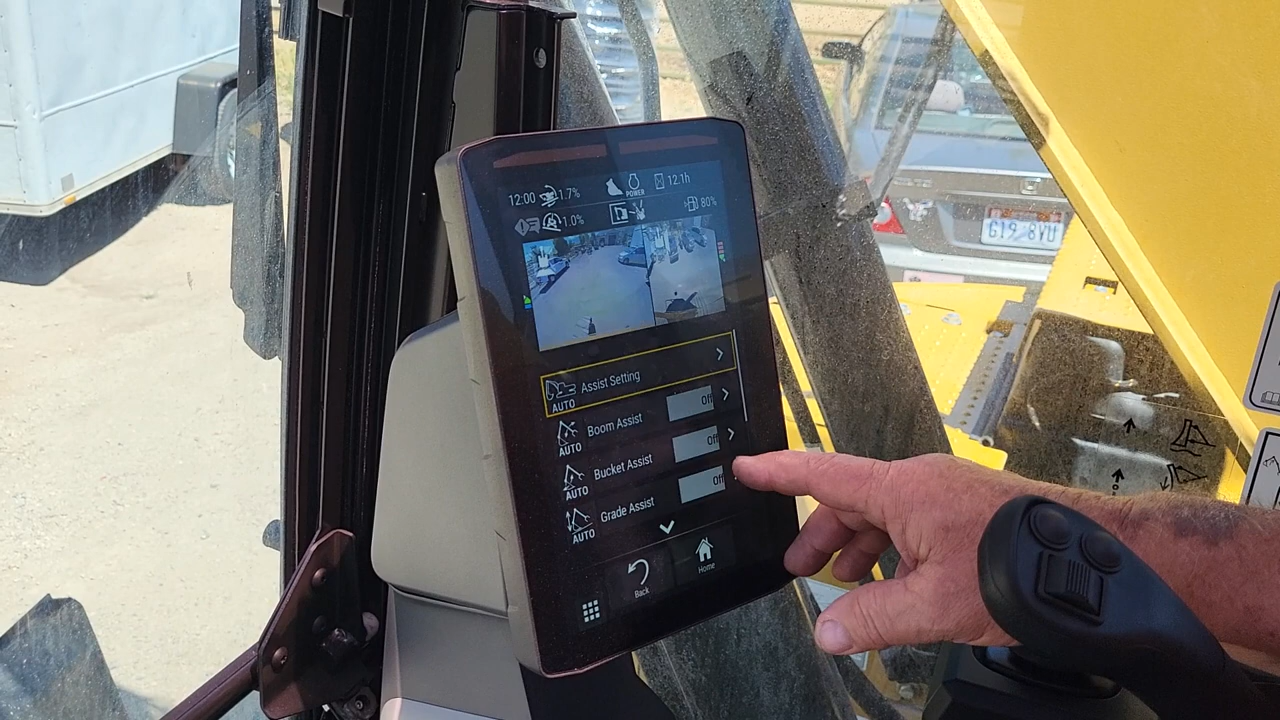 12:00 1.7% POWER 12.1h
1.0% 80%
Assist Setting
AUTO
Boom Assist Off
AUTO
Bucket Assist Off
AUTO
Grade Assist Off
AUTO
Back
Home
G19 8VU